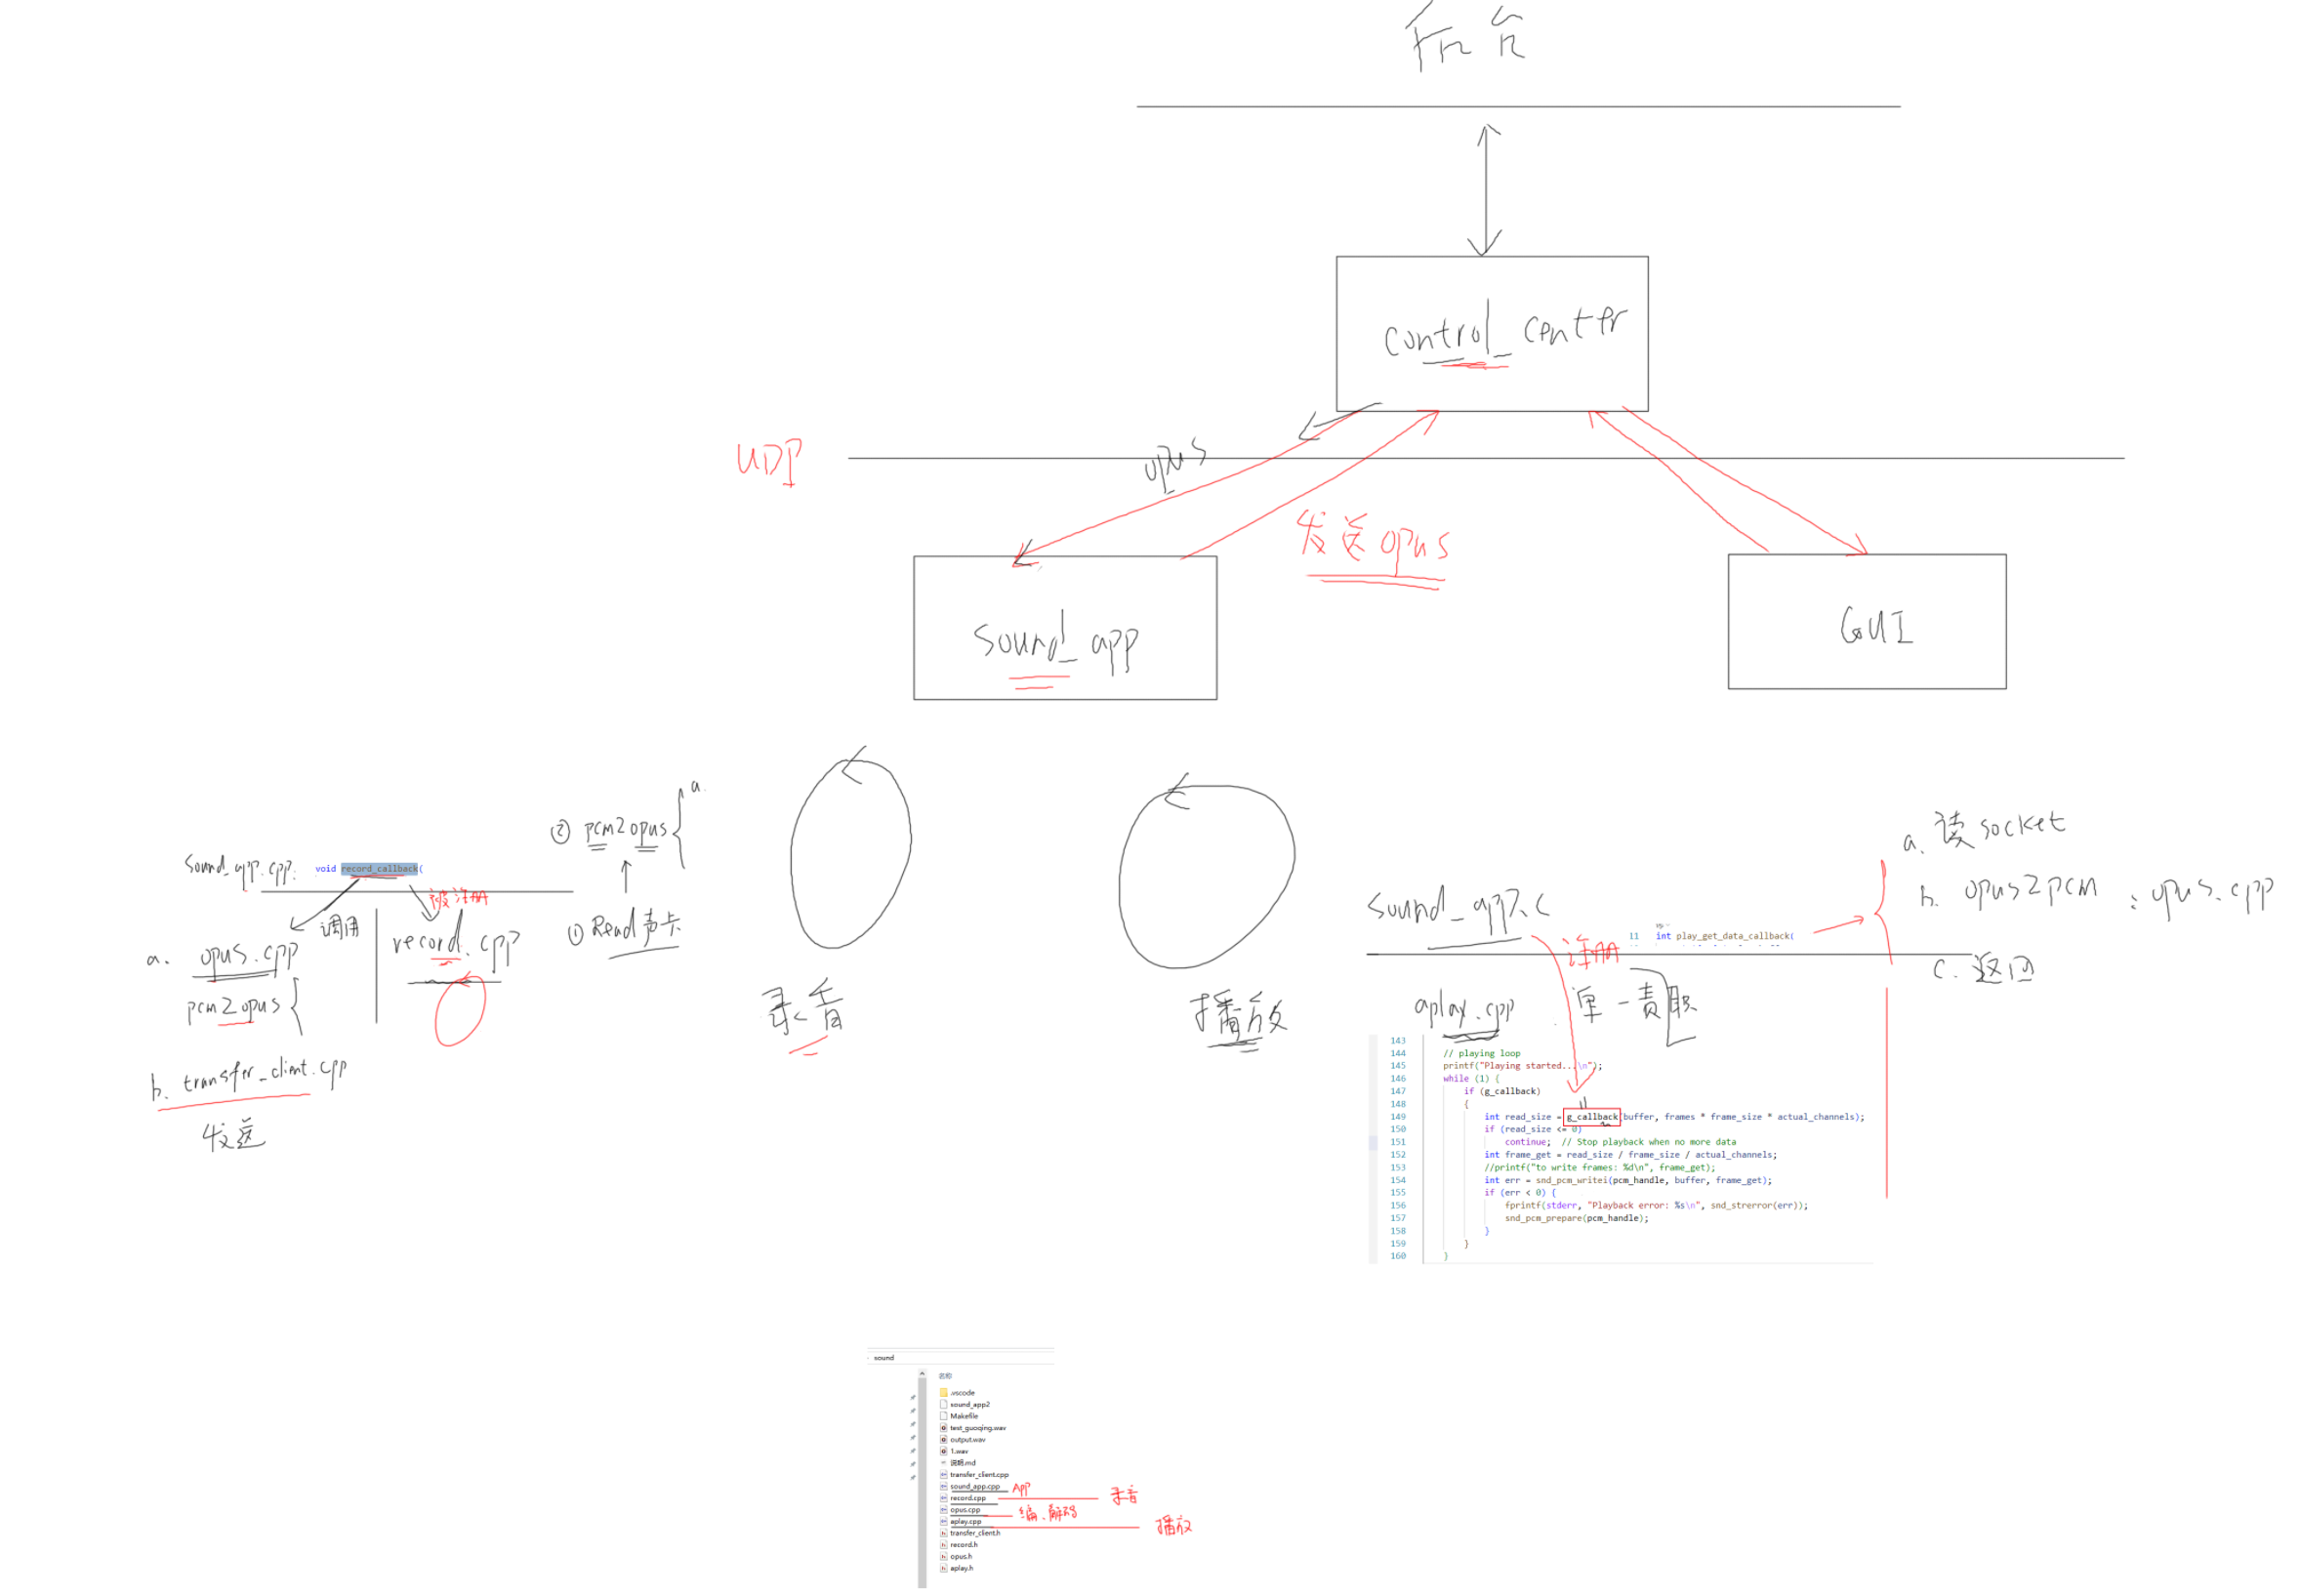 control_center
UDP
opus
发送opus
sound_app
GUI
a.
② pcm2opus
sound_app.cpp:
void record_callback(
被注册
调用
① Read声卡
a. opus.cpp
record.cpp
pcm2opus
b. transfer_client.cpp
发送
录音
播放
a. 读socket
b. opus2pcm : opus.cpp
c. 返回
sound_app.c
11 int play_get_data_callback(
注册
aplay.cpp
单一责职
143
144 // playing loop
145 printf("Playing started...\n");
146 while (1) {
147 if (g_callback)
148 {
149 int read_size = g_callback(buffer, frames * frame_size * actual_channels);
150 if (read_size <= 0)
151 continue; // Stop playback when no more data
152 int frame_get = read_size / frame_size / actual_channels;
153 //printf("to write frames: %d\n", frame_get);
154 int err = snd_pcm_writei(pcm_handle, buffer, frame_get);
155 if (err < 0) {
156 fprintf(stderr, "Playback error: %s\n", snd_strerror(err));
157 snd_pcm_prepare(pcm_handle);
158 }
159 }
160 }
sound
名称
.vscode
sound_app2
Makefile
test_guoqing.wav
output.wav
1.wav
说明.md
transfer_client.cpp
sound_app.cpp APP
record.cpp 录音
opus.cpp 编、解码
aplay.cpp 播放
transfer_client.h
record.h
opus.h
aplay.h